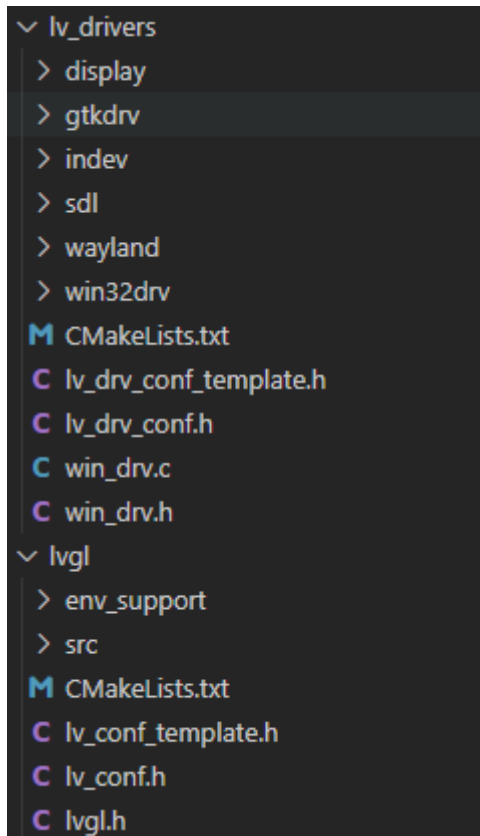 lv_drivers
display
gtkdrv
indev
sdl
wayland
win32drv
M CMakeLists.txt
C lv_drv_conf_template.h
C lv_drv_conf.h
C win_drv.c
C win_drv.h
lvgl
env_support
src
M CMakeLists.txt
C lv_conf_template.h
C lv_conf.h
C lvgl.h